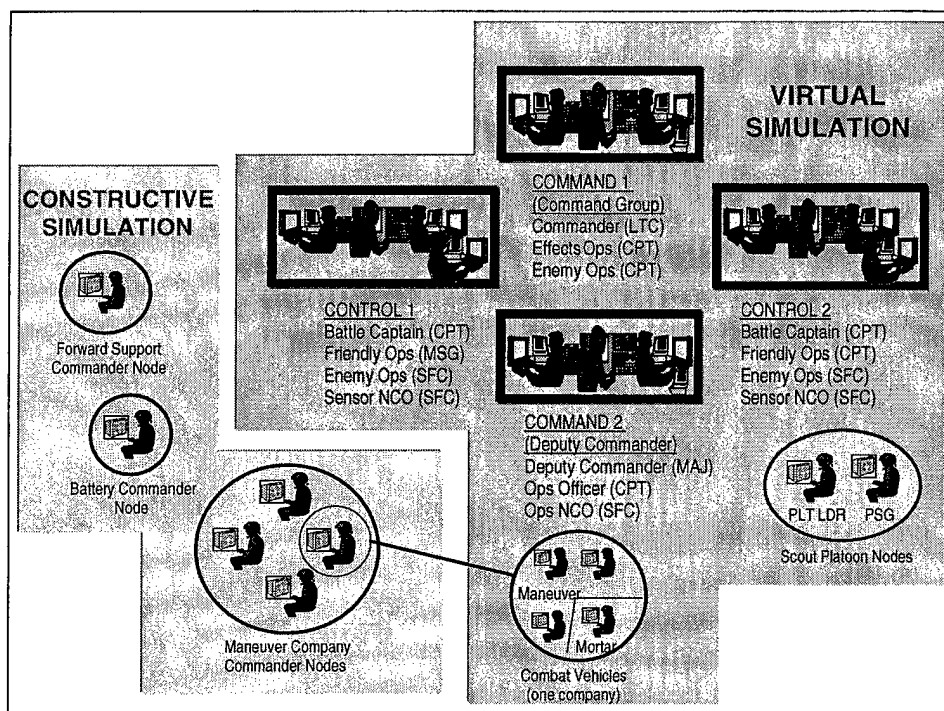 VIRTUAL
SIMULATION
CONSTRUCTIVE
SIMULATION
COMMAND 1
(Command Group)
Commander (LTC)
Effects Ops (CPT)
Enemy Ops (CPT)
CONTROL 1
Battle Captain (CPT)
Friendly Ops (MSG)
Enemy Ops (SFC)
Sensor NCO (SFC)
CONTROL 2
Battle Captain (CPT)
Friendly Ops (CPT)
Enemy Ops (SFC)
Sensor NCO (SFC)
Forward Support
Commander Node
COMMAND 2
(Deputy Commander)
Deputy Commander (MAJ)
Ops Officer (CPT)
Ops NCO (SFC)
Battery Commander
Node
PLT LDR
PSG
Scout Platoon Nodes
Maneuver
Mortar
Maneuver Company
Commander Nodes
Combat Vehicles
(one company)